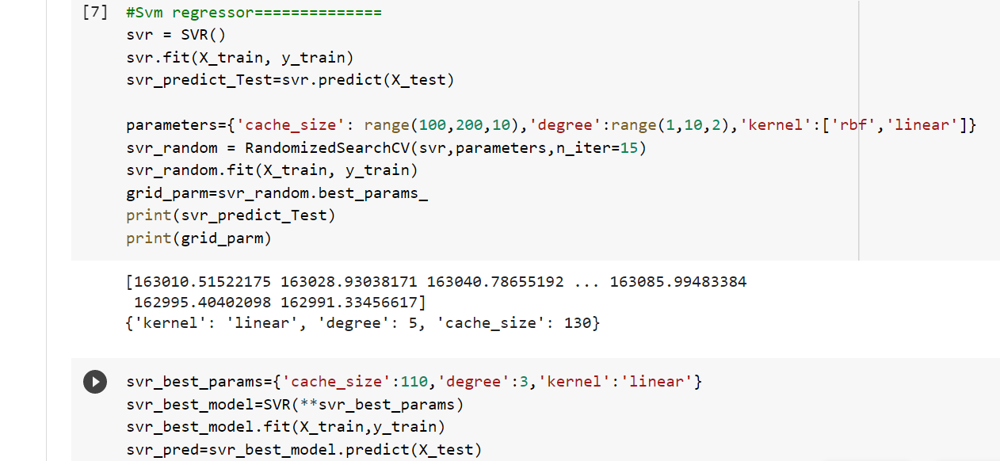 [7] #Svm regressor==============
svr = SVR()
svr.fit(X_train, y_train)
svr_predict_Test=svr.predict(X_test)
parameters={'cache_size': range(100,200,10),'degree':range(1,10,2),'kernel':['rbf','linear']}
svr_random = RandomizedSearchCV(svr,parameters,n_iter=15)
svr_random.fit(X_train, y_train)
grid_parm=svr_random.best_params_
print(svr_predict_Test)
print(grid_parm)
[163010.51522175 163028.93038171 163040.78655192 ... 163085.99483384
162995.40402098 162991.33456617]
{'kernel': 'linear', 'degree': 5, 'cache_size': 130}
svr_best_params={'cache_size':110,'degree':3,'kernel':'linear'}
svr_best_model=SVR(**svr_best_params)
svr_best_model.fit(X_train,y_train)
svr_pred=svr_best_model.predict(X_test)